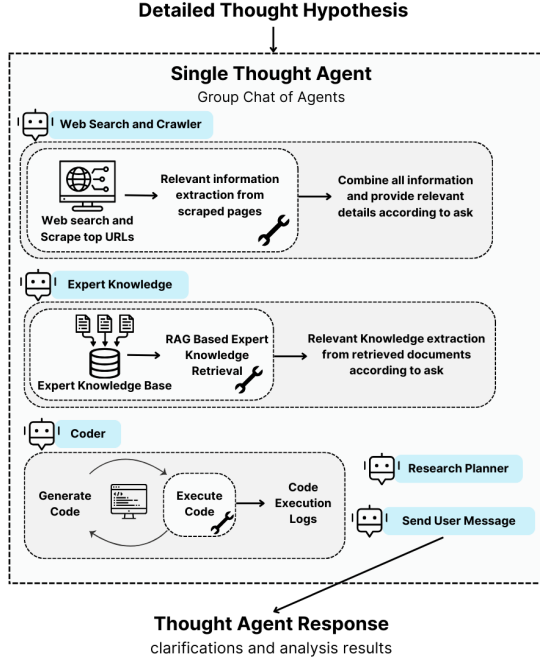 Detailed Thought Hypothesis
Single Thought Agent
Group Chat of Agents
Web Search and Crawler
Web search and
Scrape top URLs
Relevant information
extraction from
scraped pages
Combine all information
and provide relevant
details according to ask
Expert Knowledge
Expert Knowledge Base
RAG Based Expert
Knowledge
Retrieval
Relevant Knowledge extraction
from retrieved documents
according to ask
Coder
Generate
Code
Execute
Code
Code
Execution
Logs
Research Planner
Send User Message
Thought Agent Response
clarifications and analysis results